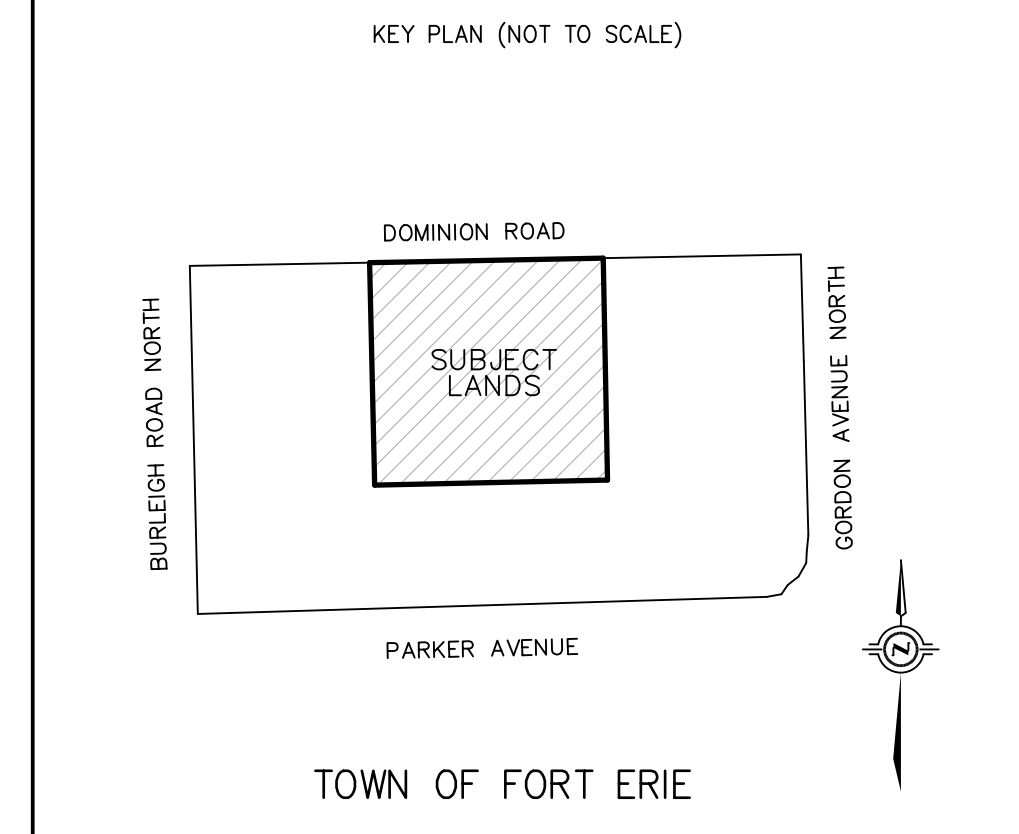 KEY PLAN (NOT TO SCALE)
DOMINION ROAD
BURLEIGH ROAD NORTH
SUBJECT
LANDS
GORDON AVENUE NORTH
PARKER AVENUE
N
TOWN OF FORT ERIE